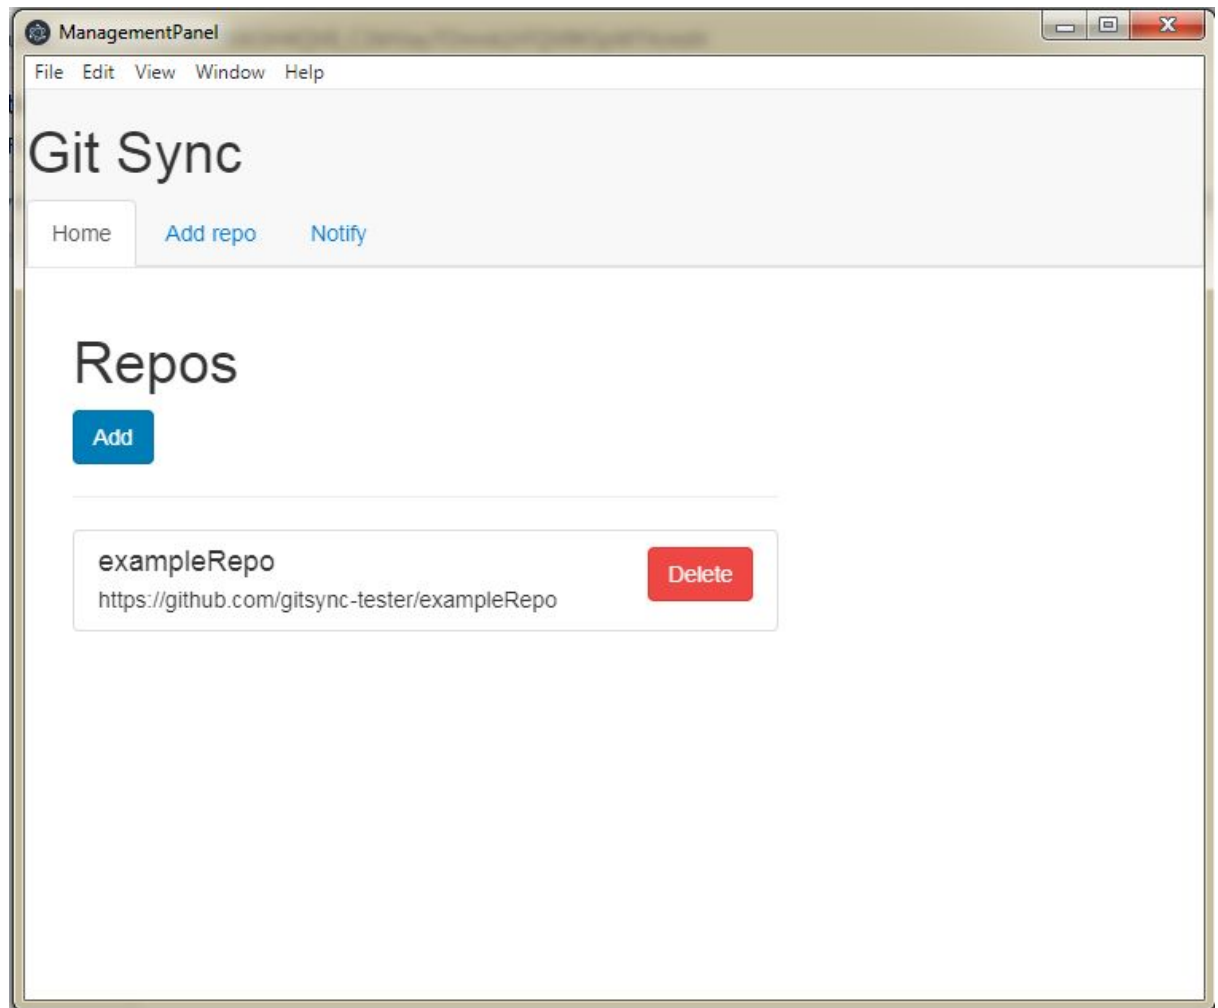 ManagementPanel
File Edit View Window Help
Git Sync
Home Add repo Notify
Repos
Add
exampleRepo
https://github.com/gitsync-tester/exampleRepo
Delete